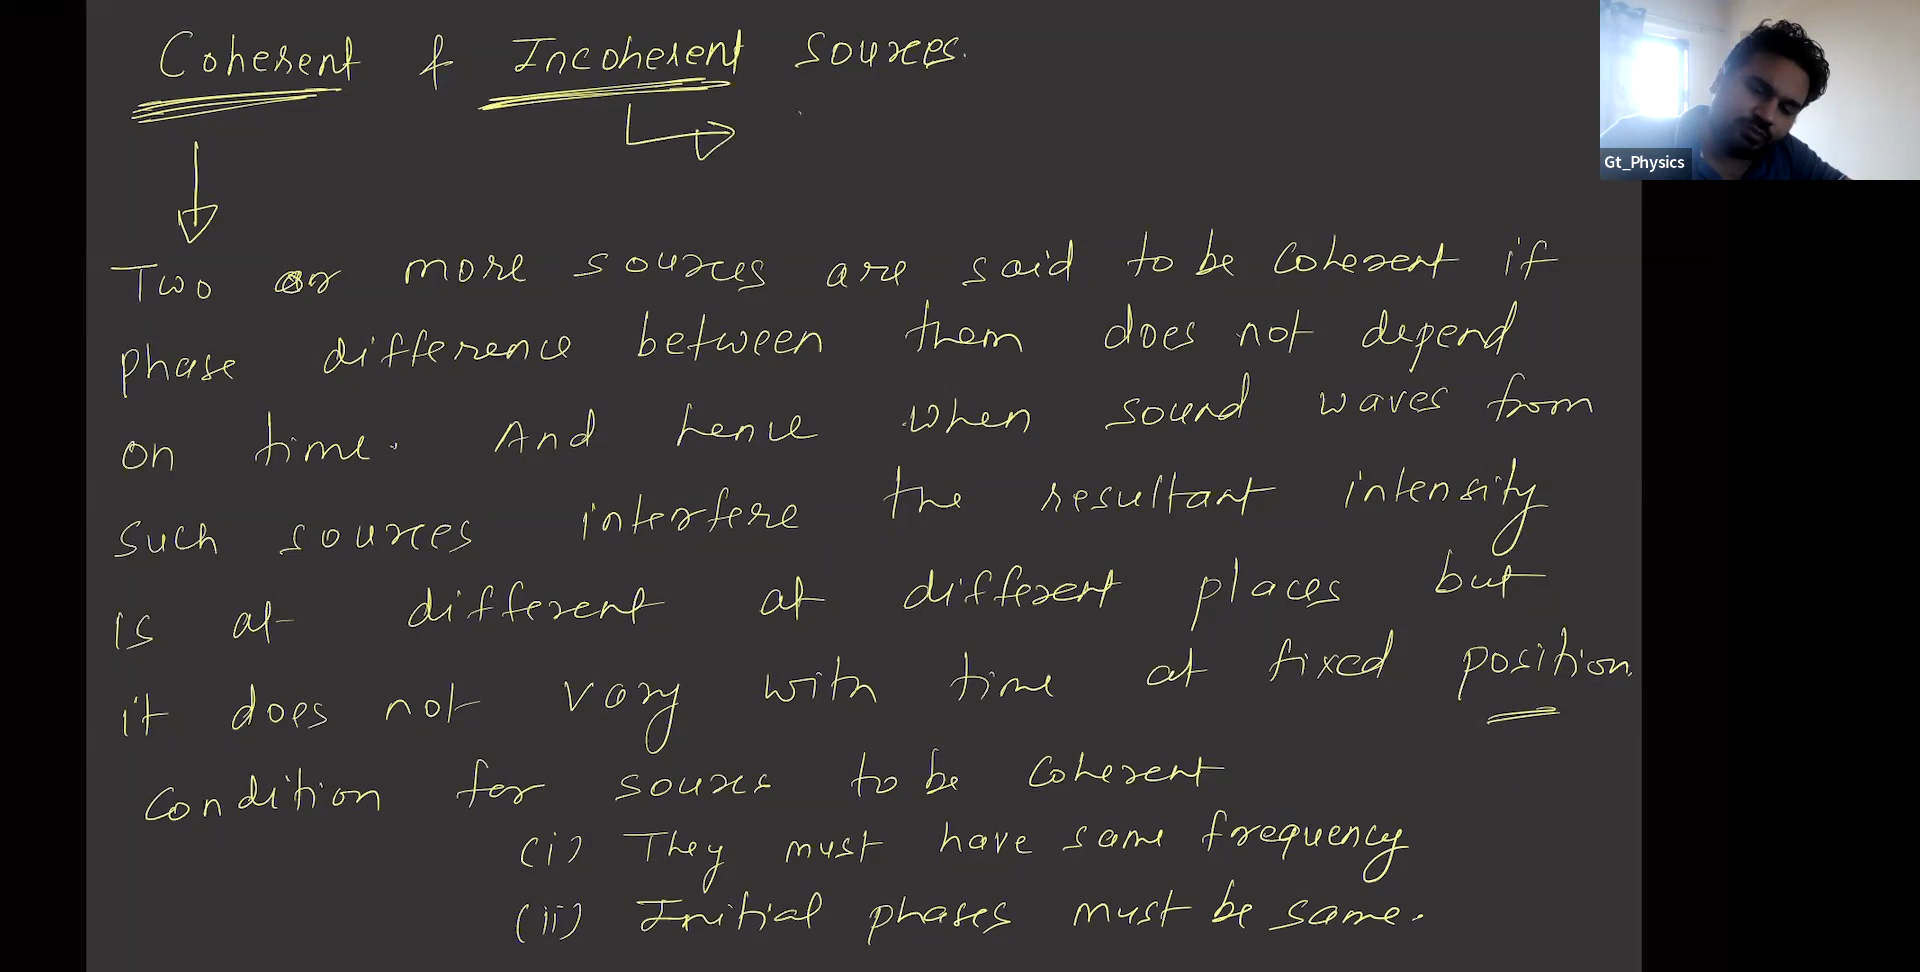 Coherent & Incoherent Sources.
Gt_Physics
Two or more sources are said to be coherent if
phase difference between them does not depend
on time. And hence when sound waves from
such sources interfere the resultant intensity
is at different at different places but
it does not vary with time at fixed position.
Condition for sources to be coherent
(i) They must have same frequency
(ii) Initial phases must be same.